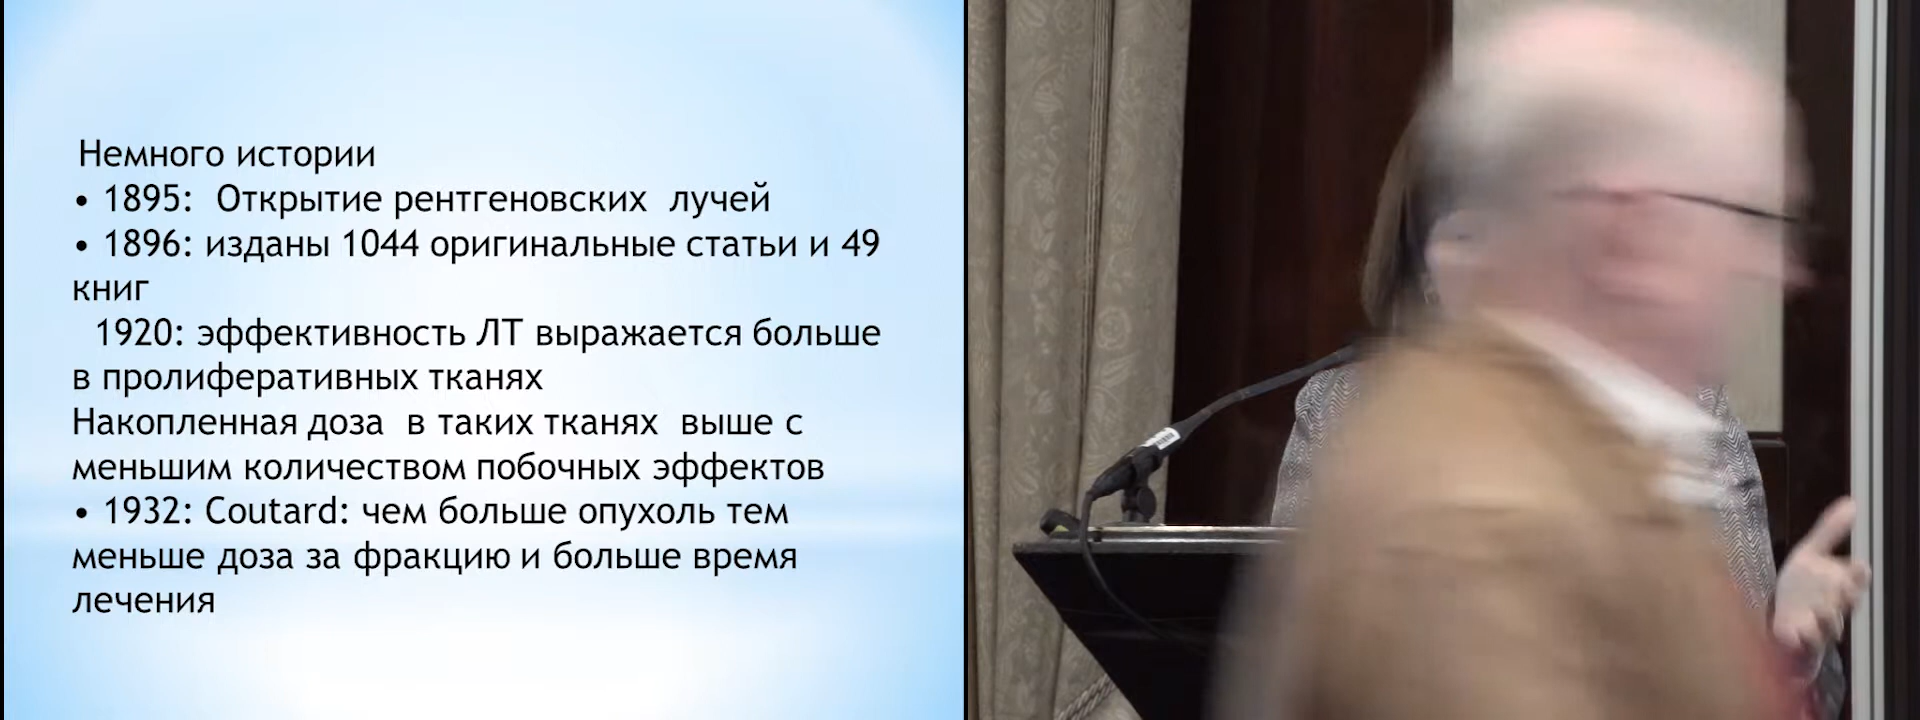 Немного истории
• 1895: Открытие рентгеновских лучей
• 1896: изданы 1044 оригинальные статьи и 49
книг
1920: эффективность ЛТ выражается больше
в пролиферативных тканях
Накопленная доза в таких тканях выше с
меньшим количеством побочных эффектов
• 1932: Coutard: чем больше опухоль тем
меньше доза за фракцию и больше время
лечения